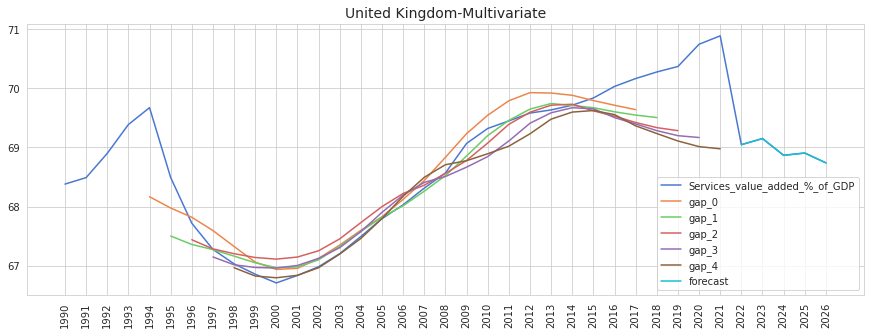 United Kingdom-Multivariate
71
70
69
68
67
Services_value_added_%_of_GDP
gap_0
gap_1
gap_2
gap_3
gap_4
forecast
1990 1991 1992 1993 1994 1995 1996 1997 1998 1999 2000 2001 2002 2003 2004 2005 2006 2007 2008 2009 2010 2011 2012 2013 2014 2015 2016 2017 2018 2019 2020 2021 2022 2023 2024 2025 2026